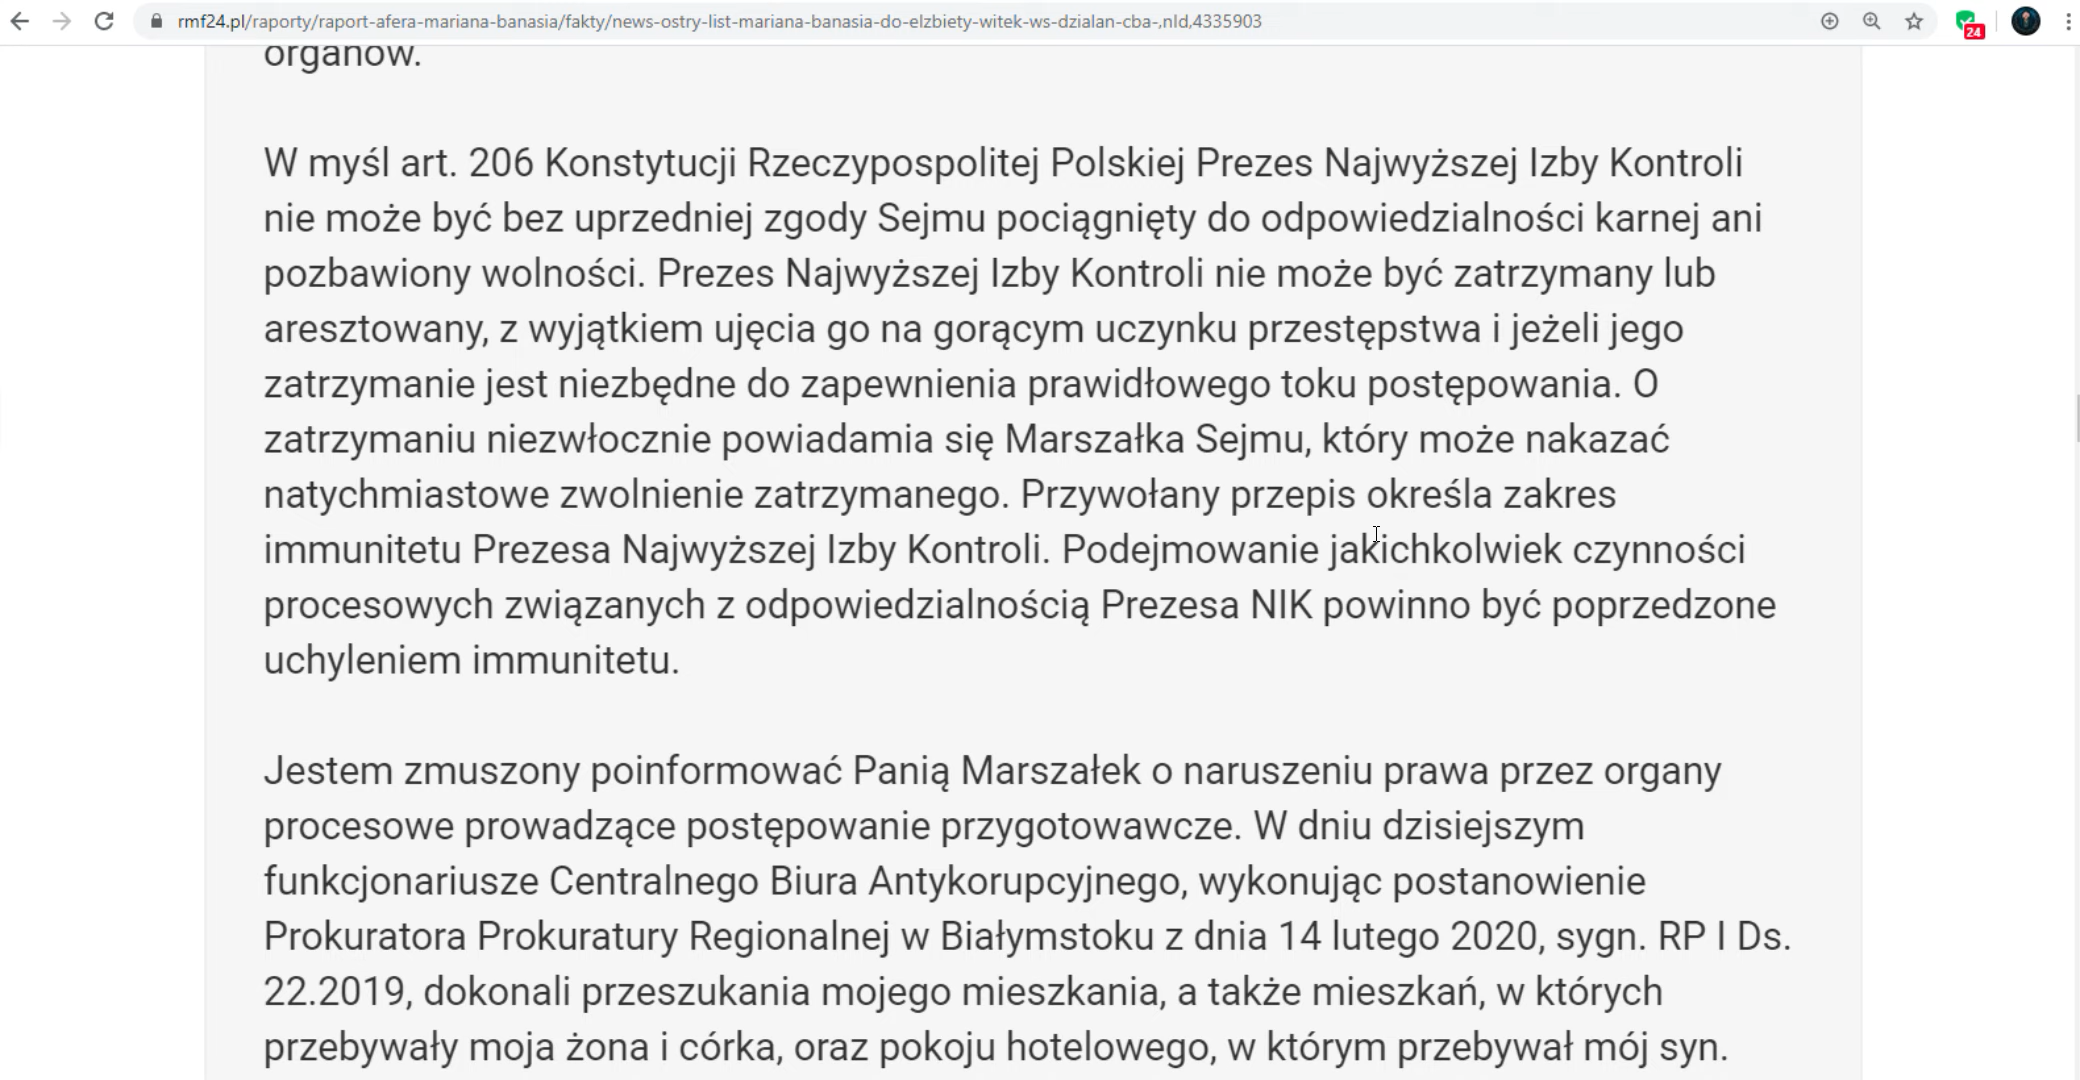 rmf24.pl/raporty/raport-afera-mariana-banasia/fakty/news-ostry-list-mariana-banasia-do-elzbiety-witek-ws-dzialan-cba-,nId,4335903
24
organów.
W myśl art. 206 Konstytucji Rzeczypospolitej Polskiej Prezes Najwyższej Izby Kontroli
nie może być bez uprzedniej zgody Sejmu pociągnięty do odpowiedzialności karnej ani
pozbawiony wolności. Prezes Najwyższej Izby Kontroli nie może być zatrzymany lub
aresztowany, z wyjątkiem ujęcia go na gorącym uczynku przestępstwa i jeżeli jego
zatrzymanie jest niezbędne do zapewnienia prawidłowego toku postępowania. O
zatrzymaniu niezwłocznie powiadamia się Marszałka Sejmu, który może nakazać
natychmiastowe zwolnienie zatrzymanego. Przywołany przepis określa zakres
immunitetu Prezesa Najwyższej Izby Kontroli. Podejmowanie jakichkolwiek czynności
procesowych związanych z odpowiedzialnością Prezesa NIK powinno być poprzedzone
uchyleniem immunitetu.
Jestem zmuszony poinformować Panią Marszałek o naruszeniu prawa przez organy
procesowe prowadzące postępowanie przygotowawcze. W dniu dzisiejszym
funkcjonariusze Centralnego Biura Antykorupcyjnego, wykonując postanowienie
Prokuratora Prokuratury Regionalnej w Białymstoku z dnia 14 lutego 2020, sygn. RP I Ds.
22.2019, dokonali przeszukania mojego mieszkania, a także mieszkań, w których
przebywały moja żona i córka, oraz pokoju hotelowego, w którym przebywał mój syn.